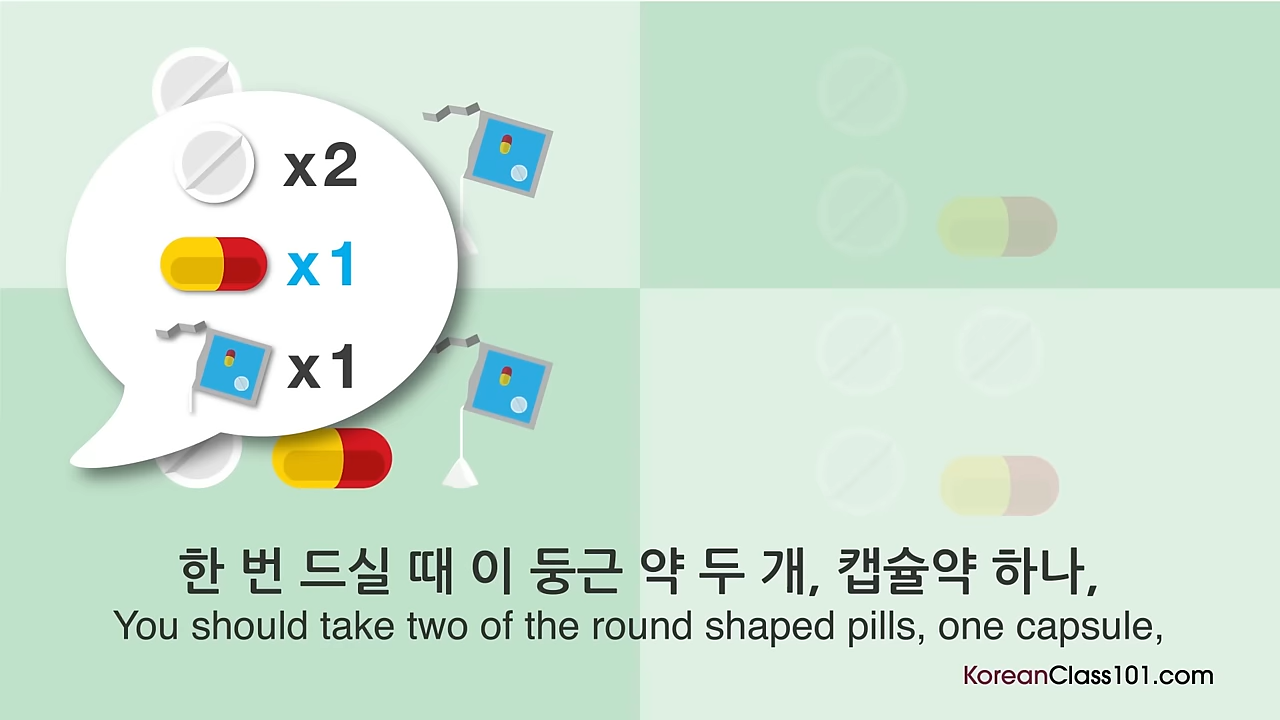 x2
x1
x1
한 번 드실 때 이 둥근 약 두 개, 캡슐약 하나,
You should take two of the round shaped pills, one capsule,
KoreanClass101.com